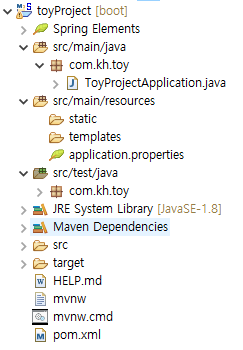 toyProject [boot]
Spring Elements
src/main/java
com.kh.toy
ToyProjectApplication.java
src/main/resources
static
templates
application.properties
src/test/java
com.kh.toy
JRE System Library [JavaSE-1.8]
Maven Dependencies
src
target
HELP.md
mvnw
mvnw.cmd
pom.xml